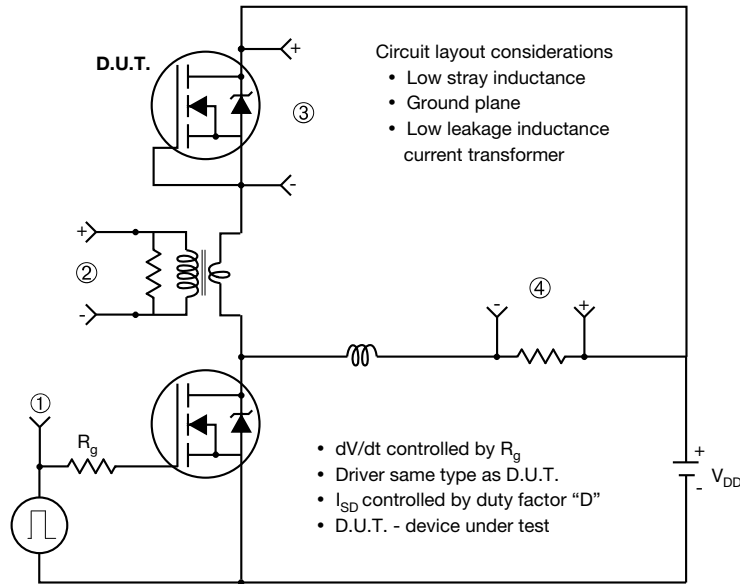 D.U.T.
+
-
③
Circuit layout considerations
• Low stray inductance
• Ground plane
• Low leakage inductance
current transformer
+
②
-
-
④
+
①
Rg
• dV/dt controlled by Rg
• Driver same type as D.U.T.
• ISD controlled by duty factor “D”
• D.U.T. - device under test
+
-
VDD